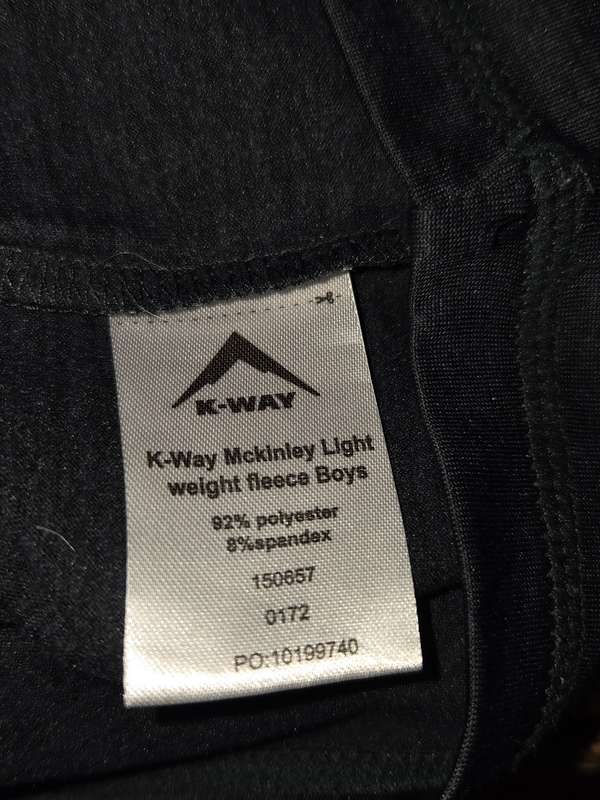 K-WAY
K-Way Mckinley Light
weight fleece Boys
92% polyester
8%spandex
150657
0172
PO:10199740